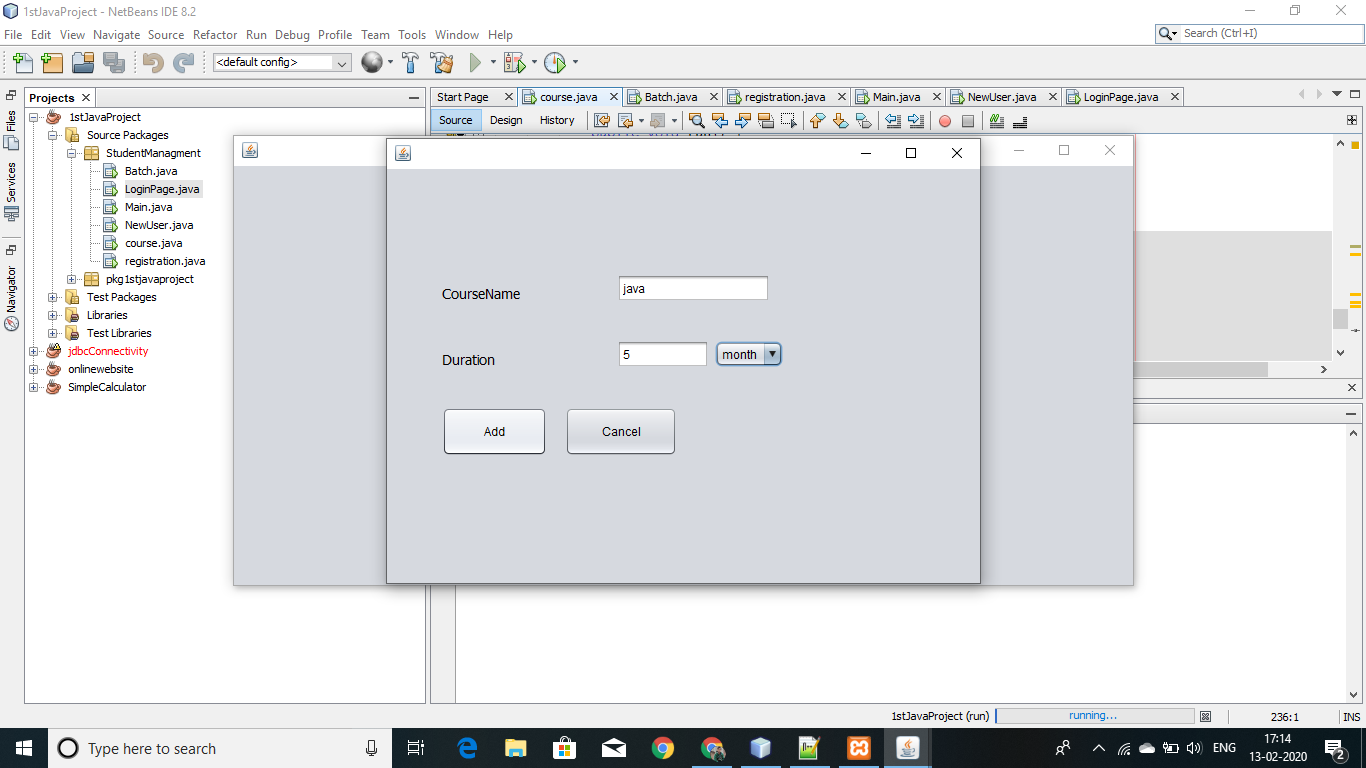 1stJavaProject - NetBeans IDE 8.2
File Edit View Navigate Source Refactor Run Debug Profile Team Tools Window Help
Search (Ctrl+I)
<default config>
Files
Services
Navigator
Projects
1stJavaProject
Source Packages
StudentManagment
Batch.java
LoginPage.java
Main.java
NewUser.java
course.java
registration.java
pkg1stjavaproject
Test Packages
Libraries
Test Libraries
jdbcConnectivity
onlinewebsite
SimpleCalculator
Start Page course.java Batch.java registration.java Main.java NewUser.java LoginPage.java
Source Design History
CourseName java
Duration 5 month
Add Cancel
1stJavaProject (run) running... 236:1 INS
Type here to search
ENG 17:14
13-02-2020
2